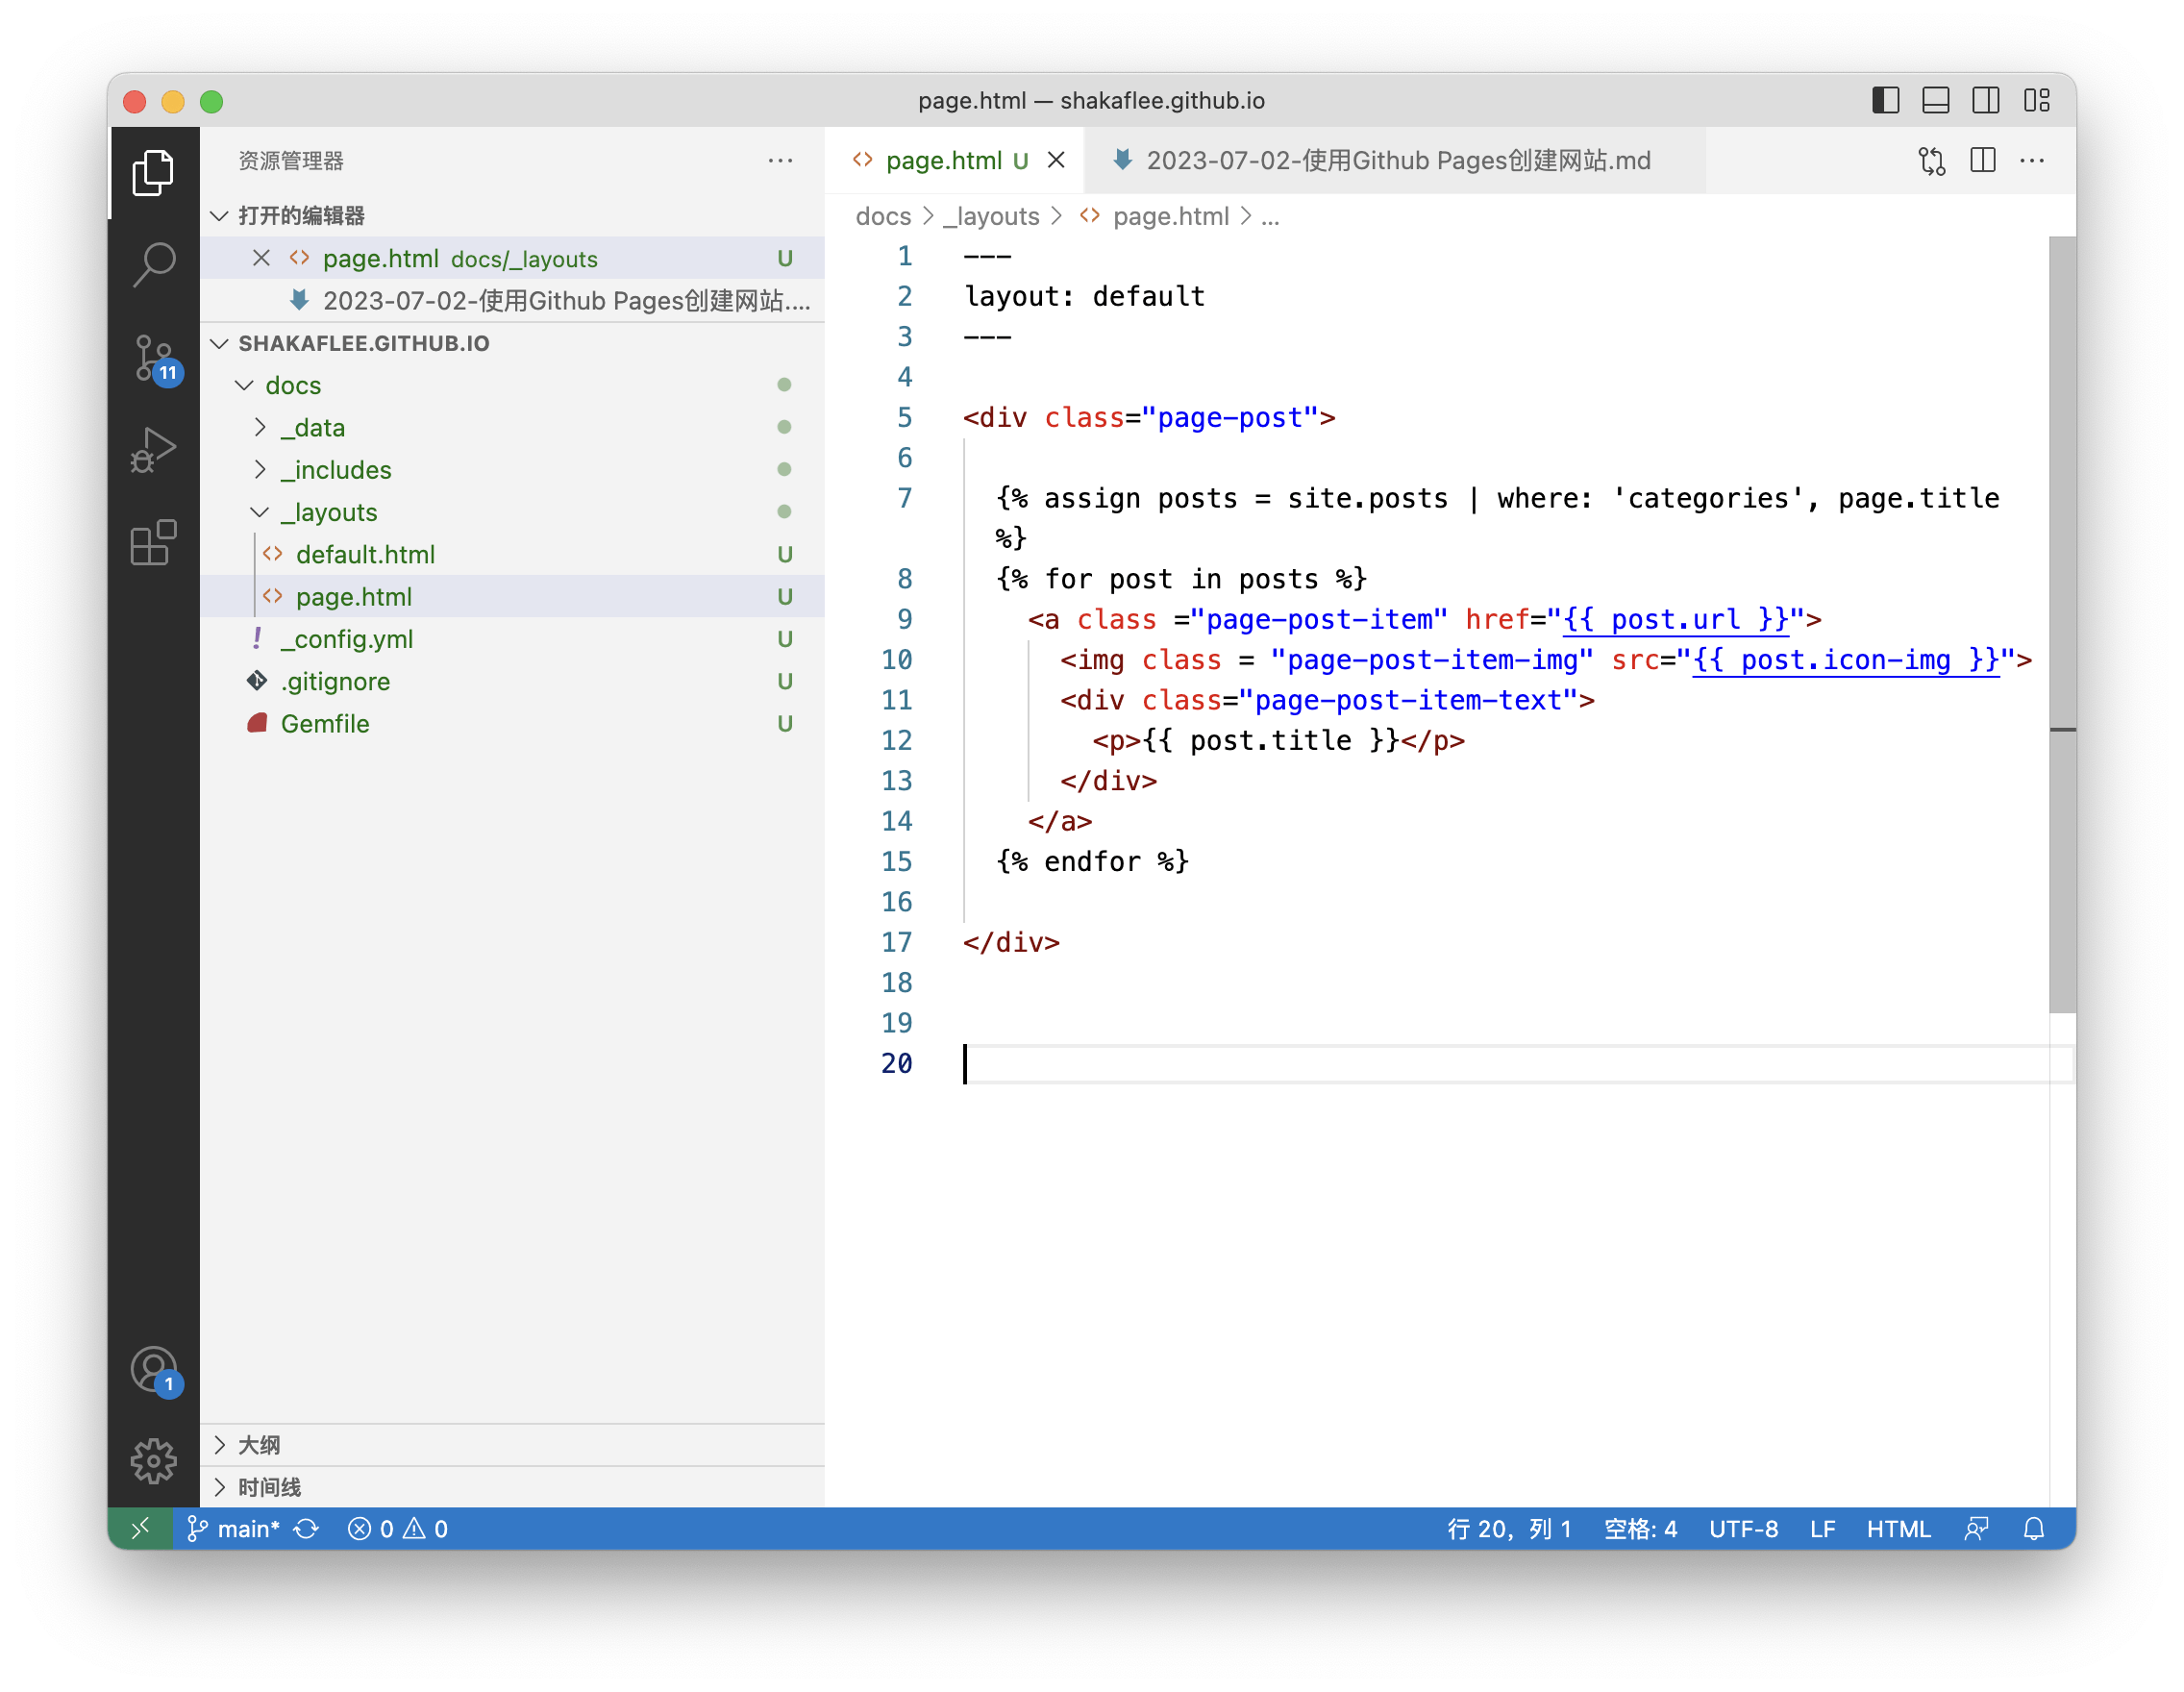 page.html — shakaflee.github.io
资源管理器
打开的编辑器
page.html docs/_layouts U
2023-07-02-使用Github Pages创建网站....
SHAKAFLEE.GITHUB.IO
docs
_data
_includes
_layouts
default.html U
page.html U
_config.yml U
.gitignore U
Gemfile U
大纲
时间线
11
1
page.html U
2023-07-02-使用Github Pages创建网站.md
docs > _layouts > page.html > ...
1 ---
2 layout: default
3 ---
4
5 <div class="page-post">
6
7 {% assign posts = site.posts | where: 'categories', page.title
%}
8 {% for post in posts %}
9 <a class ="page-post-item" href="{{ post.url }}">
10 <img class = "page-post-item-img" src="{{ post.icon-img }}">
11 <div class="page-post-item-text">
12 <p>{{ post.title }}</p>
13 </div>
14 </a>
15 {% endfor %}
16
17 </div>
18
19
20
main* 0 0 行 20，列 1 空格: 4 UTF-8 LF HTML